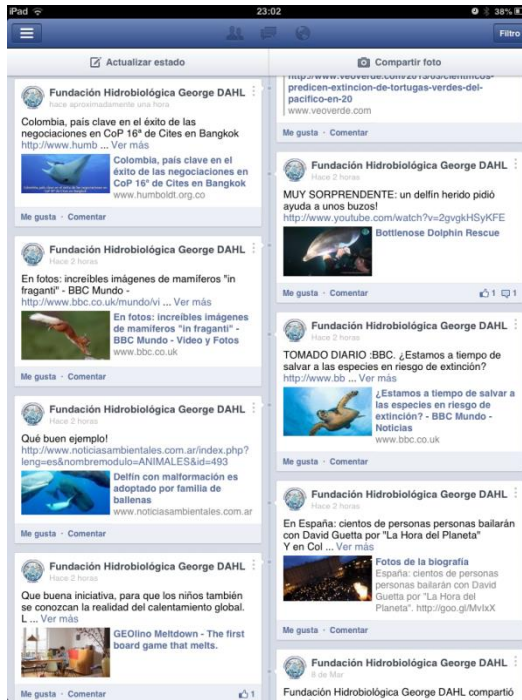 iPad
23:02
38%
Filtro
Actualizar estado
Compartir foto
Fundación Hidrobiológica George DAHL
hace aproximadamente una hora
Colombia, país clave en el éxito de las
negociaciones en CoP 16ª de Cites en Bangkok
http://www.humb ... Ver más
Colombia, país clave en el
éxito de las negociaciones en
CoP 16ª de Cites en Bangkok
www.humboldt.org.co
Me gusta · Comentar
Fundación Hidrobiológica George DAHL
Hace 2 horas
En fotos: increíbles imágenes de mamíferos "in
fraganti" - BBC Mundo -
http://www.bbc.co.uk/mundo/vi ... Ver más
En fotos: increíbles imágenes
de mamíferos "in fraganti" -
BBC Mundo - Video y Fotos
www.bbc.co.uk
Me gusta · Comentar
Fundación Hidrobiológica George DAHL
Hace 2 horas
Qué buen ejemplo!
http://www.noticiasambientales.com.ar/index.php?
leng=es&nombremodulo=ANIMALES&id=493
Delfín con malformación es
adoptado por familia de
ballenas
www.noticiasambientales.com.ar
Me gusta · Comentar
Fundación Hidrobiológica George DAHL
Hace 2 horas
Que buena iniciativa, para que los niños también
se conozcan la realidad del calentamiento global.
L ... Ver más
GEOlino Meltdown - The first
board game that melts.
Me gusta · Comentar
1
http://www.veoverde.com/2013/03/cientificos-
predicen-extincion-de-tortugas-verdes-del-
pacifico-en-20
www.veoverde.com
Me gusta · Comentar
Fundación Hidrobiológica George DAHL
Hace 2 horas
MUY SORPRENDENTE: un delfín herido pidió
ayuda a unos buzos!
http://www.youtube.com/watch?v=2gvgkHSyKFE
Bottlenose Dolphin Rescue
Me gusta · Comentar
1 1
Fundación Hidrobiológica George DAHL
Hace 2 horas
TOMADO DIARIO :BBC. ¿Estamos a tiempo de
salvar a las especies en riesgo de extinción?
http://www.bb ... Ver más
¿Estamos a tiempo de salvar a
las especies en riesgo de
extinción? - BBC Mundo -
Noticias
www.bbc.co.uk
Me gusta · Comentar
Fundación Hidrobiológica George DAHL
Hace 2 horas
En España: cientos de personas personas bailarán
con David Guetta por "La Hora del Planeta"
Y en Col ... Ver más
Fotos de la biografía
España: cientos de personas
personas bailarán con David
Guetta por "La Hora del
Planeta". http://goo.gl/MvIxX
Me gusta · Comentar
Fundación Hidrobiológica George DAHL
8 de Mar
Fundación Hidrobiológica George DAHL compartió